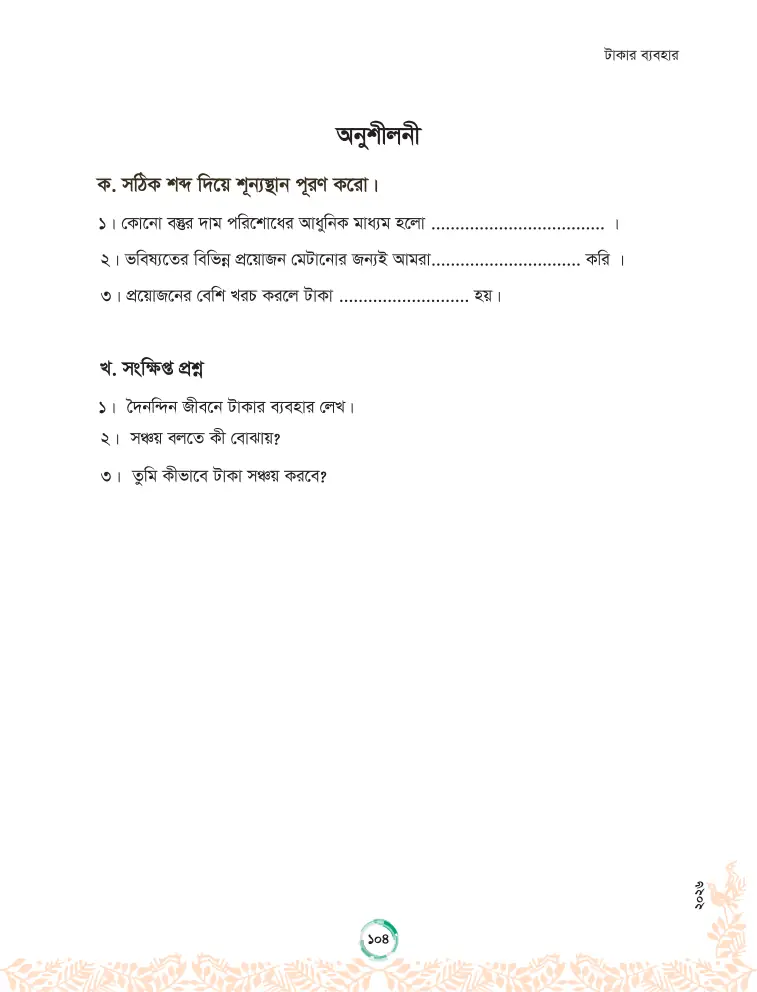 টাকার ব্যবহার
অনুশীলনী
ক. সঠিক শব্দ দিয়ে শূন্যস্থান পূরণ করো।
১। কোনো বস্তুর দাম পরিশোধের আধুনিক মাধ্যম হলো .................................... ।
২। ভবিষ্যতের বিভিন্ন প্রয়োজন মেটানোর জন্যই আমরা............................... করি ।
৩। প্রয়োজনের বেশি খরচ করলে টাকা ........................... হয়।
খ. সংক্ষিপ্ত প্রশ্ন
১। দৈনন্দিন জীবনে টাকার ব্যবহার লেখ।
২। সঞ্চয় বলতে কী বোঝায়?
৩। তুমি কীভাবে টাকা সঞ্চয় করবে?
২০২৬
১০৪